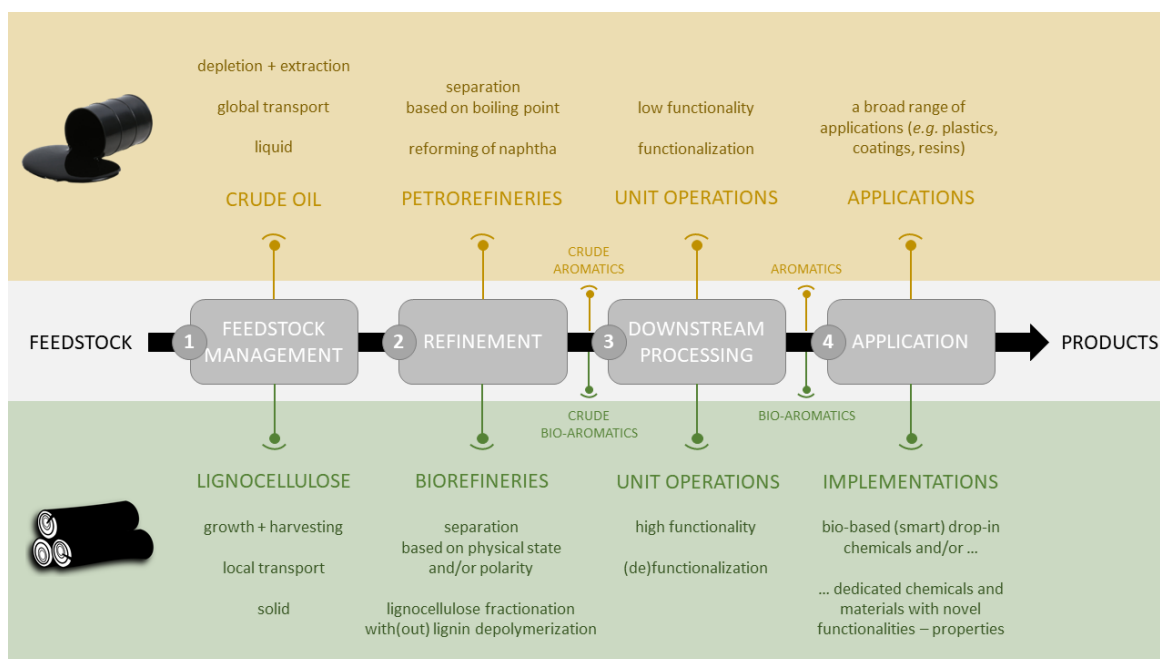 depletion + extraction
global transport
liquid
CRUDE OIL
separation
based on boiling point
reforming of naphtha
PETROREFINERIES
low functionality
functionalization
UNIT OPERATIONS
a broad range of
applications (e.g. plastics,
coatings, resins)
APPLICATIONS
CRUDE
AROMATICS
AROMATICS
FEEDSTOCK
1
FEEDSTOCK
MANAGEMENT
2
REFINEMENT
3
DOWNSTREAM
PROCESSING
4
APPLICATION
PRODUCTS
CRUDE
BIO-AROMATICS
BIO-AROMATICS
LIGNOCELLULOSE
growth + harvesting
local transport
solid
BIOREFINERIES
separation
based on physical state
and/or polarity
lignocellulose fractionation
with(out) lignin depolymerization
UNIT OPERATIONS
high functionality
(de)functionalization
IMPLEMENTATIONS
bio-based (smart) drop-in
chemicals and/or …
… dedicated chemicals and
materials with novel
functionalities – properties